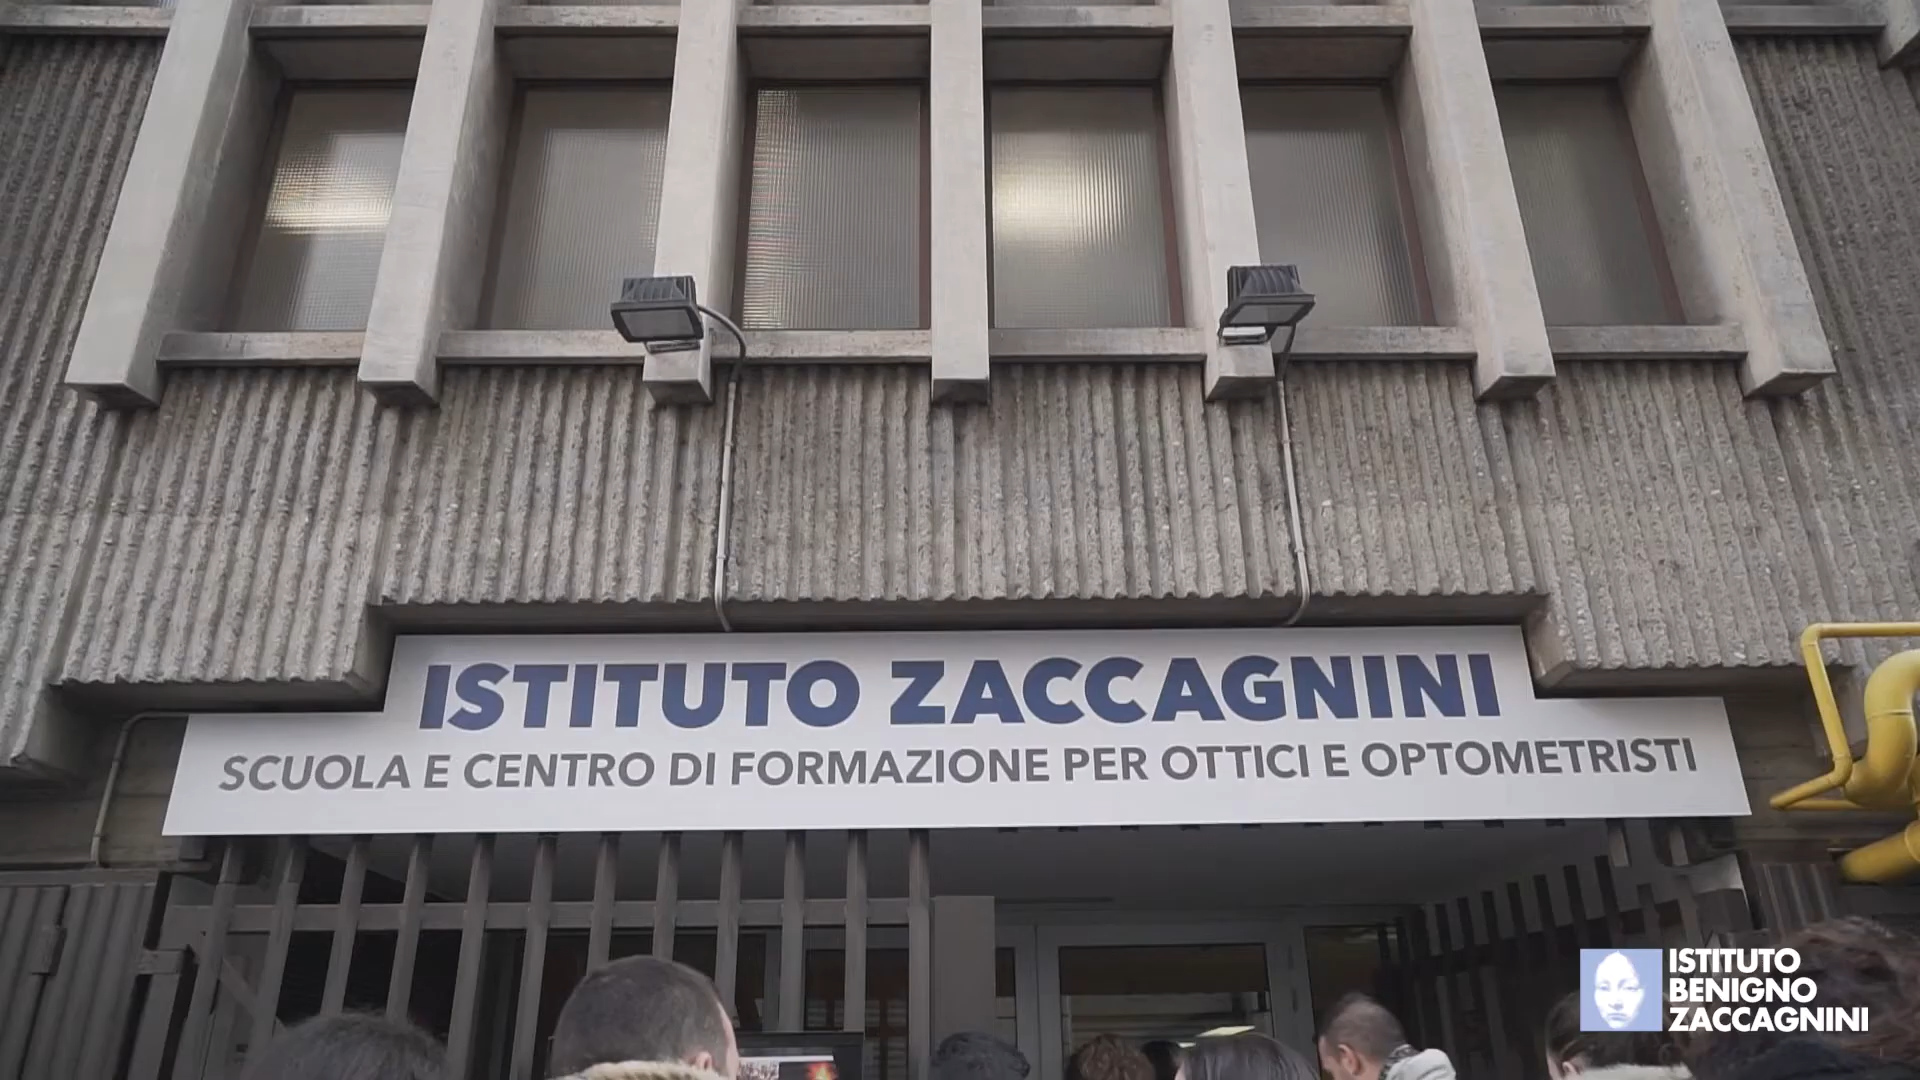 ISTITUTO ZACCAGNINI
SCUOLA E CENTRO DI FORMAZIONE PER OTTICI E OPTOMETRISTI
ISTITUTO
BENIGNO
ZACCAGNINI